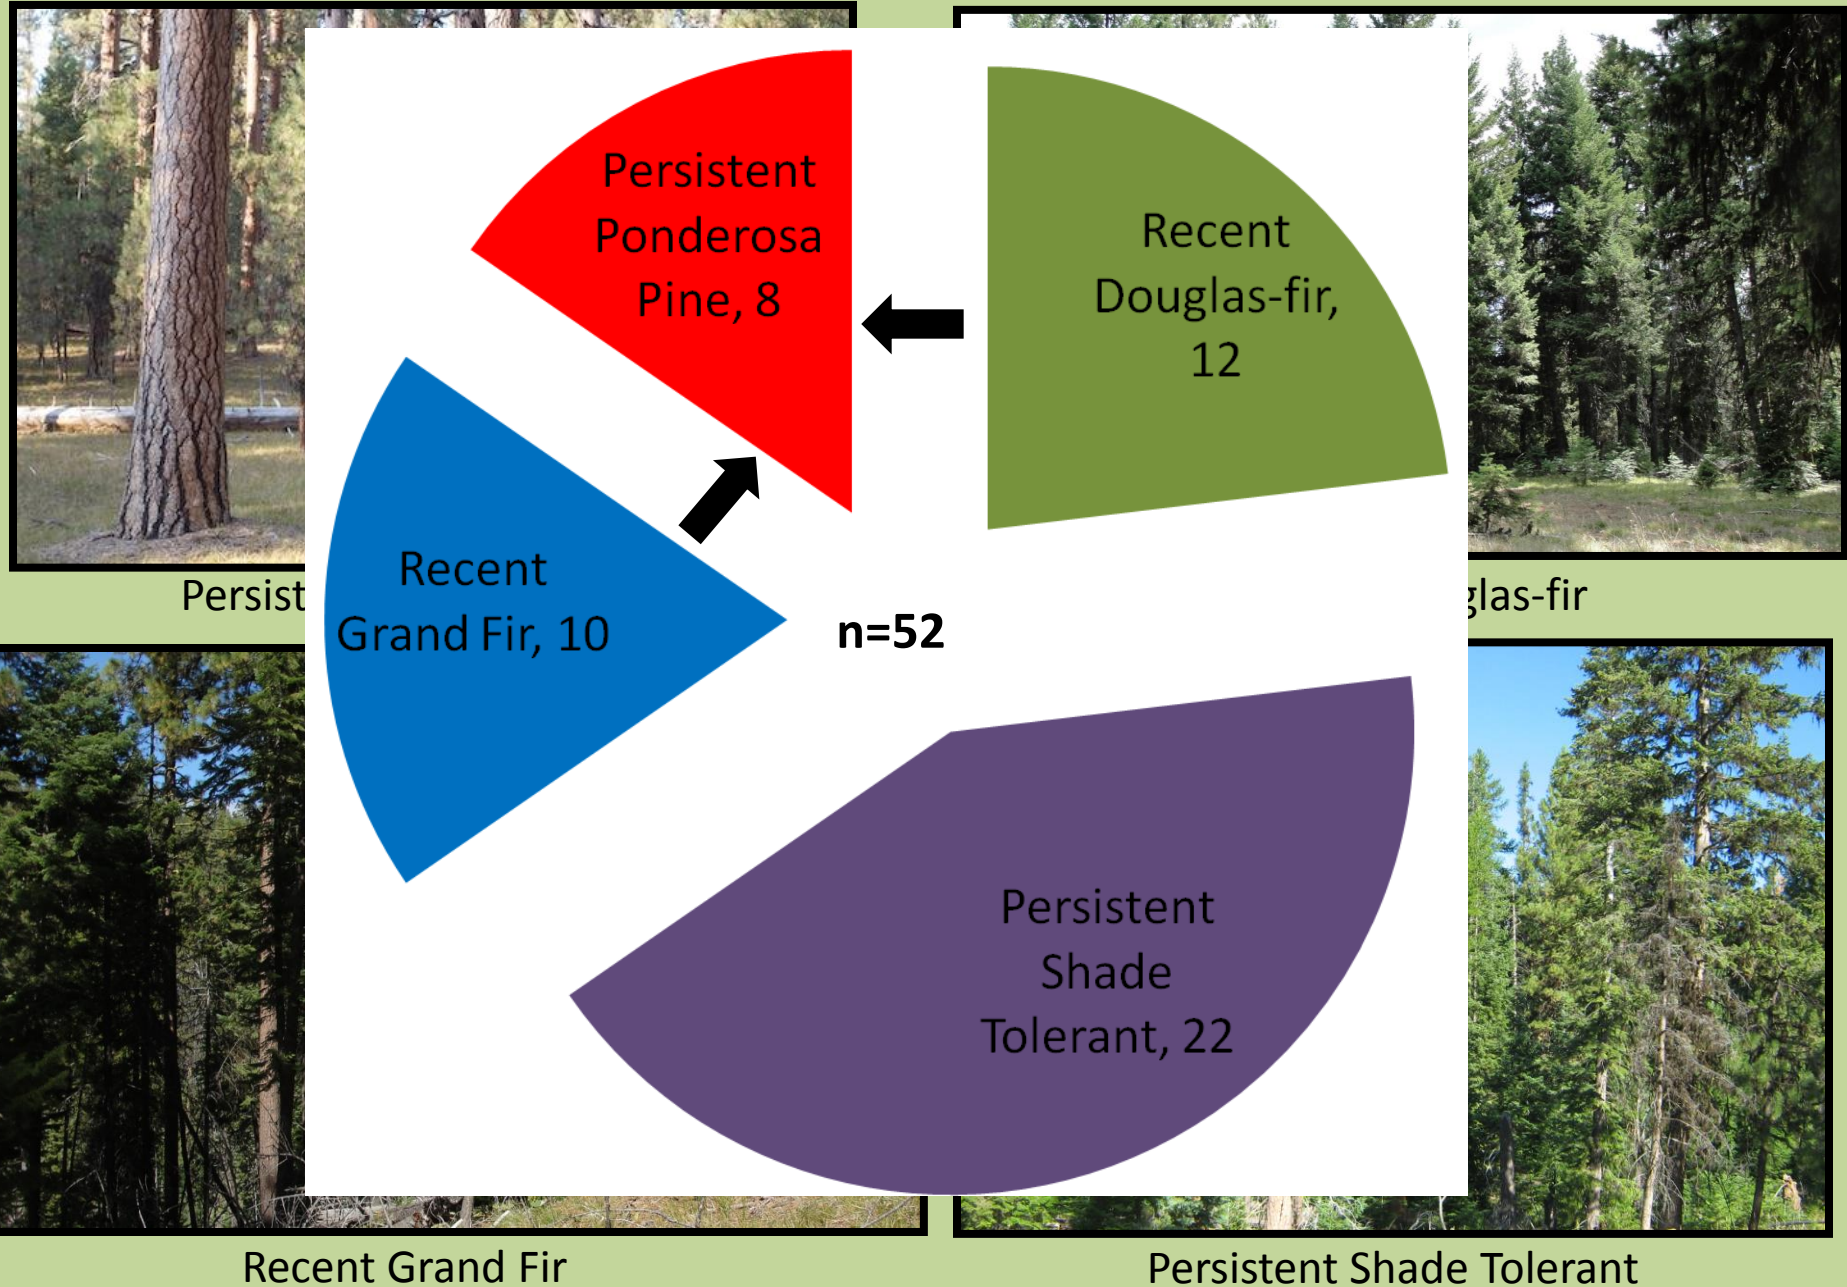 Persistent
Ponderosa
Pine, 8
Recent
Douglas-fir,
12
Recent
Grand Fir, 10
n=52
Persistent
Shade
Tolerant, 22
Persist
glas-fir
Recent Grand Fir
Persistent Shade Tolerant